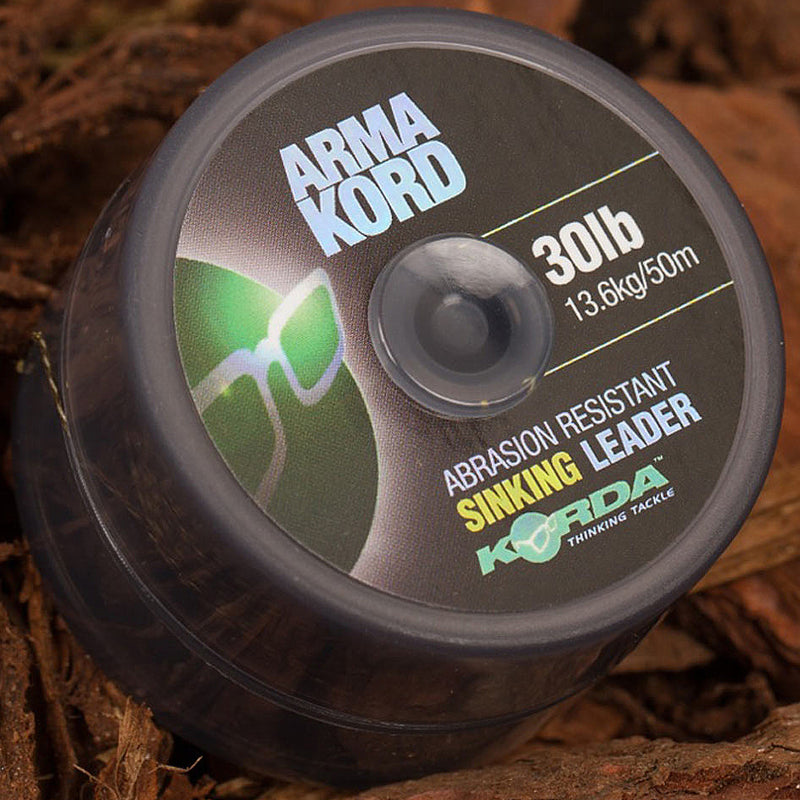 ARMA
KORD
30lb
13.6kg/50m
ABRASION RESISTANT
SINKING LEADER
KORDA™
THINKING TACKLE